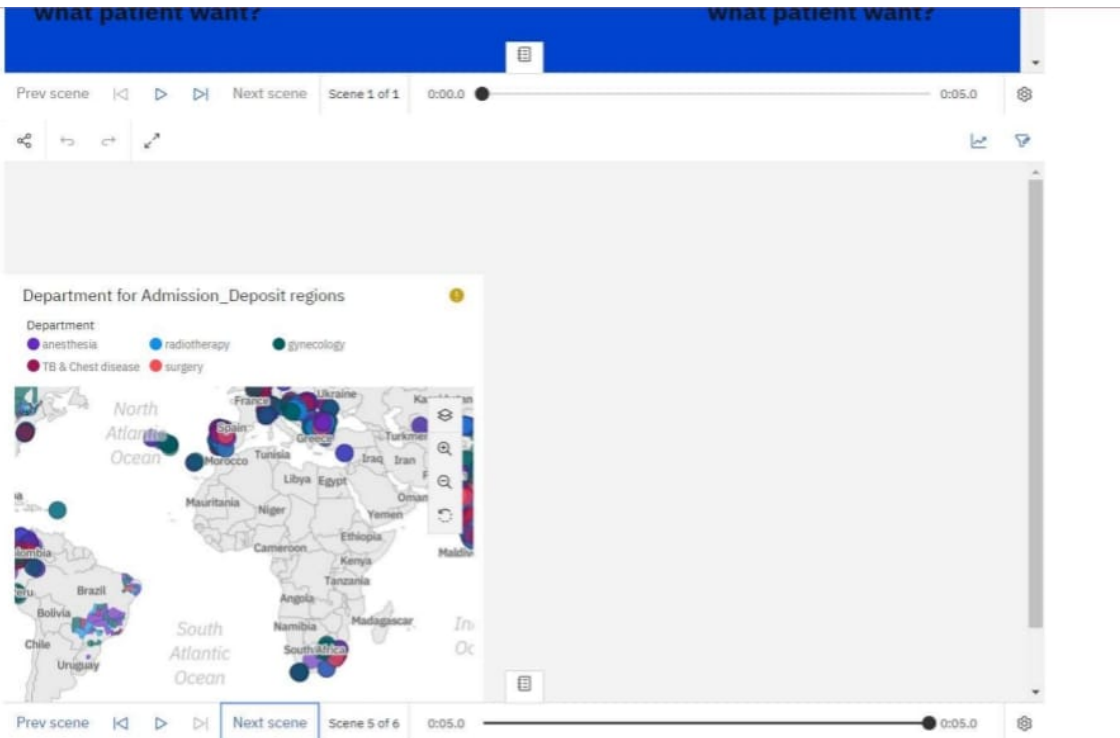 what patient want? what patient want?
Prev scene Next scene Scene 1 of 1 0:00.0 0:05.0
Department for Admission_Deposit regions
Department
anesthesia radiotherapy gynecology
TB & Chest disease surgery
North
Atlantic
Ocean
France
Ukraine
Spain
Greece
Turkmen
Morocco
Tunisia
Iraq
Iran
Libya
Egypt
Oman
Mauritania
Niger
Yemen
Ethiopia
Cameroon
Maldiv
Kenya
Tanzania
lombia
eru
Brazil
Angola
Bolivia
Namibia
Madagascar
Chile
South
Atlantic
Ocean
South Africa
Uruguay
In
Oc
Prev scene Next scene Scene 5 of 6 0:05.0 0:05.0